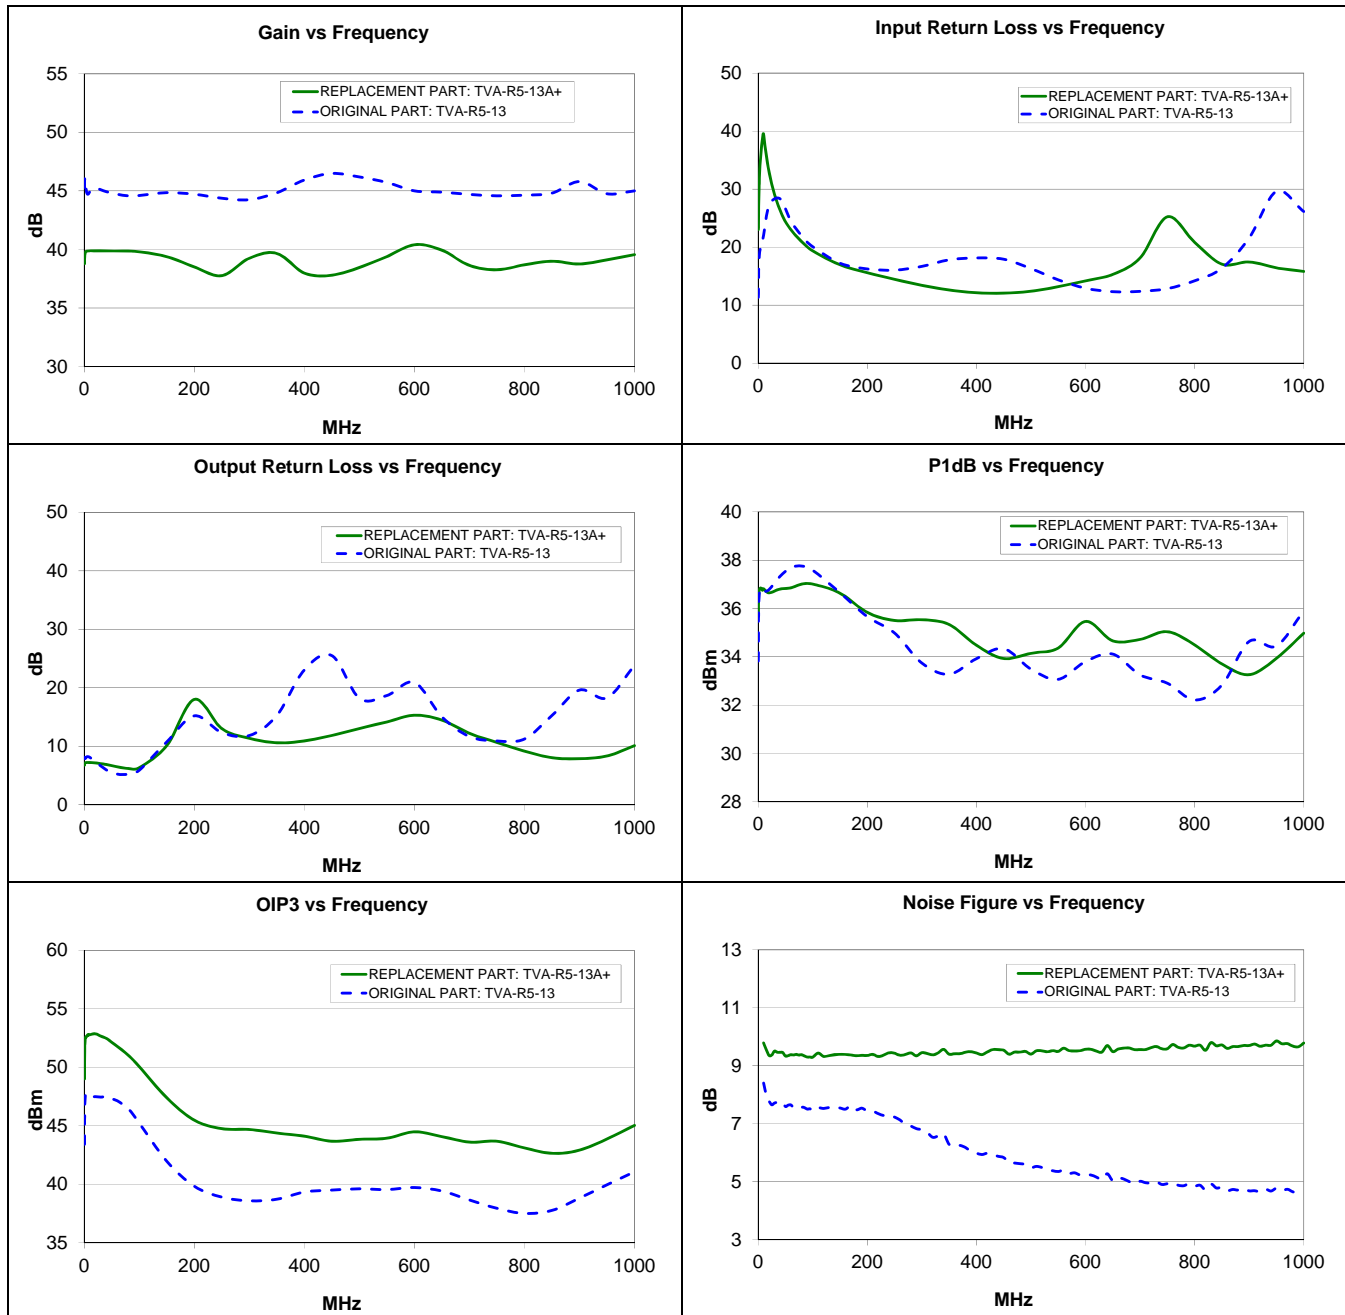 Gain vs Frequency
55
50
45
40
35
30
dB
REPLACEMENT PART: TVA-R5-13A+
ORIGINAL PART: TVA-R5-13
0 200 400 600 800 1000
MHz
Input Return Loss vs Frequency
50
40
30
20
10
0
dB
REPLACEMENT PART: TVA-R5-13A+
ORIGINAL PART: TVA-R5-13
0 200 400 600 800 1000
MHz
Output Return Loss vs Frequency
50
40
30
20
10
0
dB
REPLACEMENT PART: TVA-R5-13A+
ORIGINAL PART: TVA-R5-13
0 200 400 600 800 1000
MHz
P1dB vs Frequency
40
38
36
34
32
30
28
dBm
REPLACEMENT PART: TVA-R5-13A+
ORIGINAL PART: TVA-R5-13
0 200 400 600 800 1000
MHz
OIP3 vs Frequency
60
55
50
45
40
35
dBm
REPLACEMENT PART: TVA-R5-13A+
ORIGINAL PART: TVA-R5-13
0 200 400 600 800 1000
MHz
Noise Figure vs Frequency
13
11
9
7
5
3
dB
REPLACEMENT PART: TVA-R5-13A+
ORIGINAL PART: TVA-R5-13
0 200 400 600 800 1000
MHz